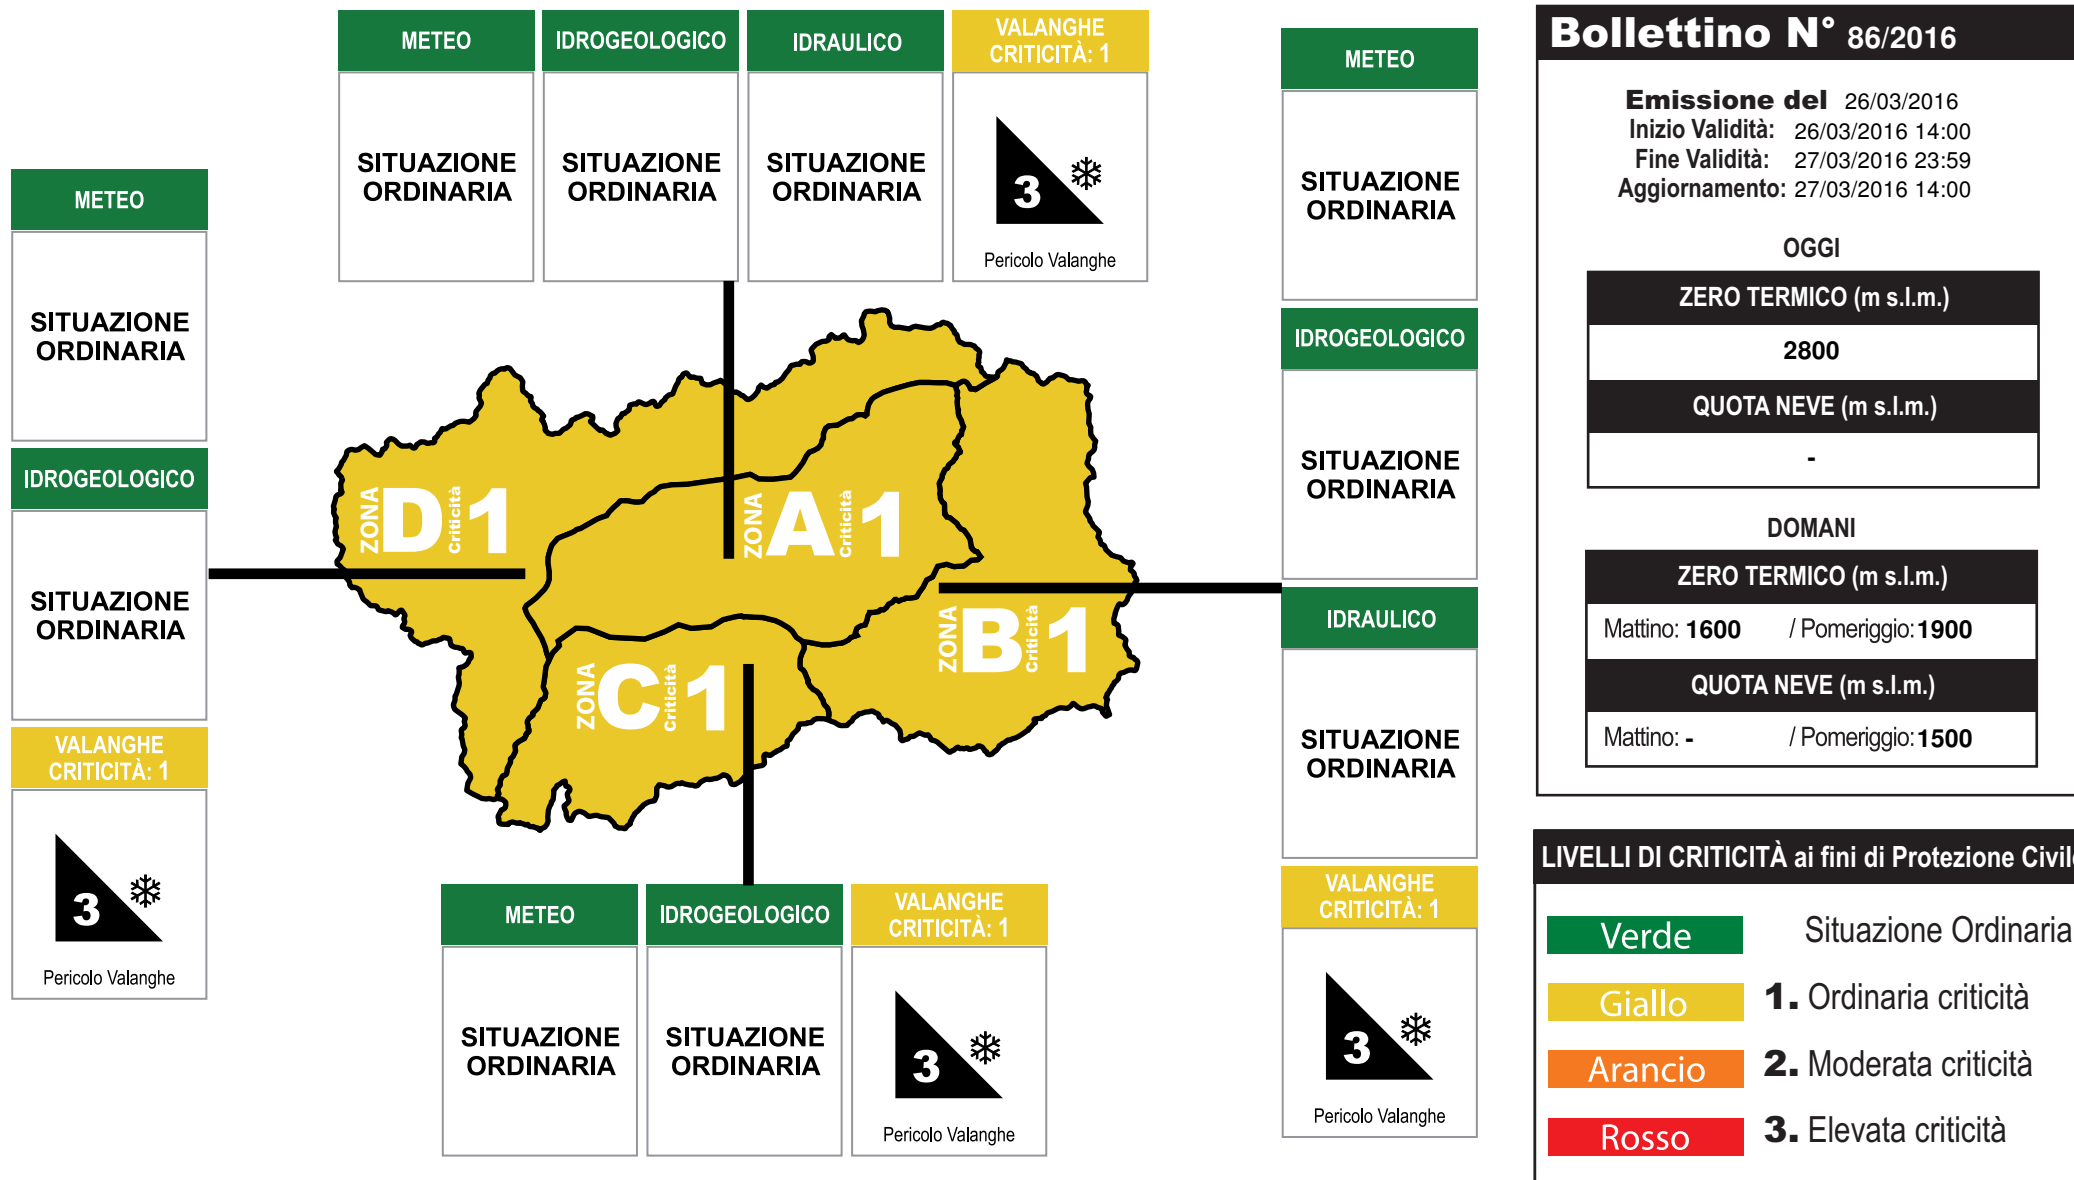 METEO
SITUAZIONE
ORDINARIA
IDROGEOLOGICO
SITUAZIONE
ORDINARIA
IDRAULICO
SITUAZIONE
ORDINARIA
VALANGHE
CRITICITÀ: 1
3
Pericolo Valanghe
METEO
SITUAZIONE
ORDINARIA
IDROGEOLOGICO
SITUAZIONE
ORDINARIA
VALANGHE
CRITICITÀ: 1
3
Pericolo Valanghe
ZONA D Criticità 1
ZONA A Criticità 1
ZONA B Criticità 1
ZONA C Criticità 1
METEO
SITUAZIONE
ORDINARIA
IDROGEOLOGICO
SITUAZIONE
ORDINARIA
VALANGHE
CRITICITÀ: 1
3
Pericolo Valanghe
METEO
SITUAZIONE
ORDINARIA
IDROGEOLOGICO
SITUAZIONE
ORDINARIA
IDRAULICO
SITUAZIONE
ORDINARIA
VALANGHE
CRITICITÀ: 1
3
Pericolo Valanghe
Bollettino N° 86/2016
Emissione del 26/03/2016
Inizio Validità: 26/03/2016 14:00
Fine Validità: 27/03/2016 23:59
Aggiornamento: 27/03/2016 14:00
OGGI
ZERO TERMICO (m s.l.m.)
2800
QUOTA NEVE (m s.l.m.)
-
DOMANI
ZERO TERMICO (m s.l.m.)
Mattino: 1600 / Pomeriggio: 1900
QUOTA NEVE (m s.l.m.)
Mattino: - / Pomeriggio: 1500
LIVELLI DI CRITICITÀ ai fini di Protezione Civile
Verde Situazione Ordinaria
Giallo 1. Ordinaria criticità
Arancio 2. Moderata criticità
Rosso 3. Elevata criticità